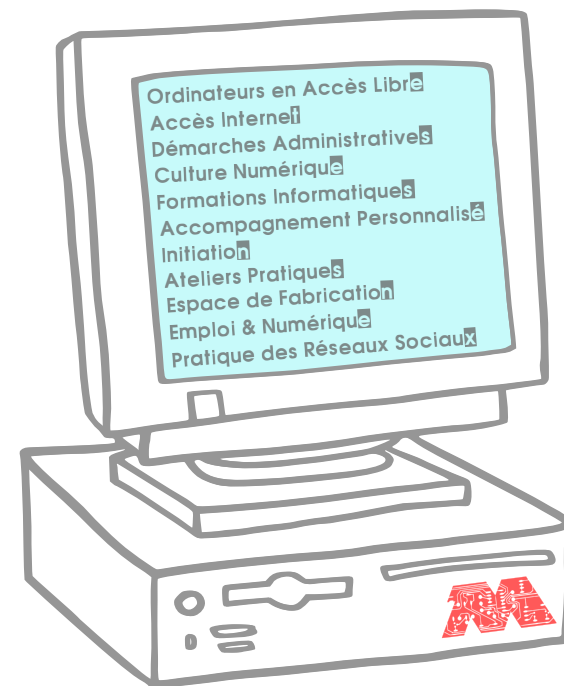 Ordinateurs en Accès Libre
Accès Internet
Démarches Administratives
Culture Numérique
Formations Informatiques
Accompagnement Personnalisé
Initiation
Ateliers Pratiques
Espace de Fabrication
Emploi & Numérique
Pratique des Réseaux Sociaux